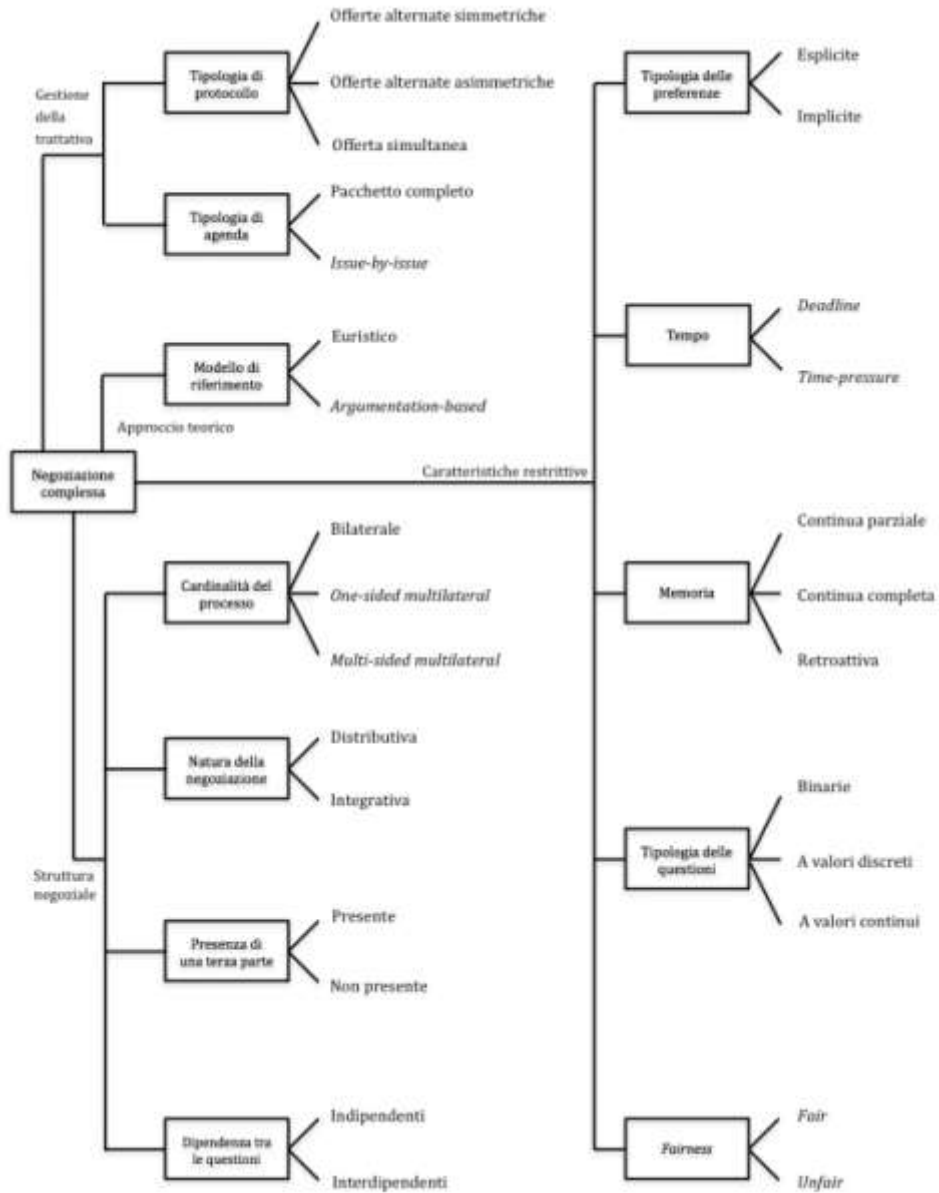 Offerte alternate simmetriche
Tipologia di
protocollo
Offerte alternate asimmetriche
Offerta simultanea
Gestione
della
trattativa
Pacchetto completo
Tipologia di
agenda
Issue-by-issue
Euristico
Modello di
riferimento
Argumentation-based
Approccio teorico
Negoziazione
complessa
Caratteristiche restrittive
Bilaterale
Cardinalità del
processo
One-sided multilateral
Multi-sided multilateral
Distributiva
Natura della
negoziazione
Integrativa
Struttura
negoziale
Presente
Presenza di
una terza parte
Non presente
Indipendenti
Dipendenza tra
le questioni
Interdipendenti
Esplicite
Tipologia delle
preferenze
Implicite
Deadline
Tempo
Time-pressure
Continua parziale
Memoria
Continua completa
Retroattiva
Binarie
Tipologia delle
questioni
A valori discreti
A valori continui
Fair
Fairness
Unfair